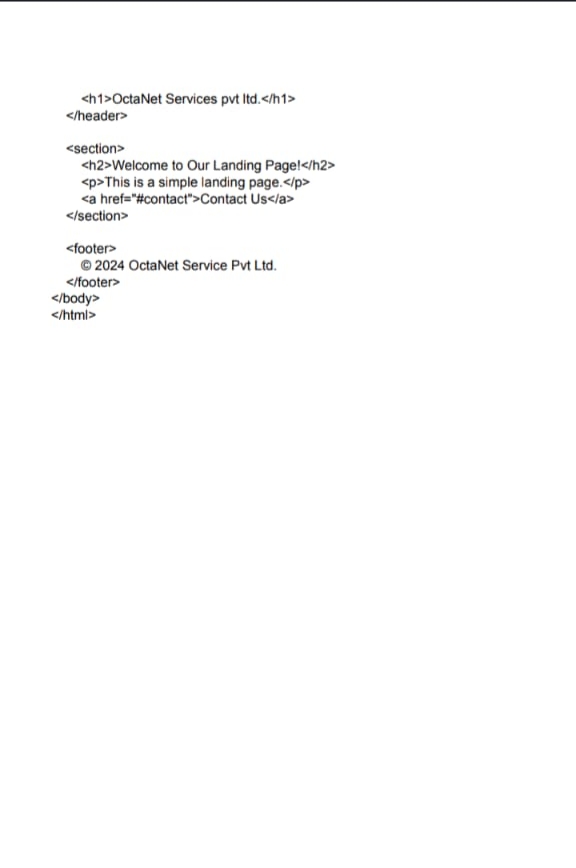 <h1>OctaNet Services pvt ltd.</h1>
</header>
<section>
<h2>Welcome to Our Landing Page!</h2>
<p>This is a simple landing page.</p>
<a href="#contact">Contact Us</a>
</section>
<footer>
© 2024 OctaNet Service Pvt Ltd.
</footer>
</body>
</html>